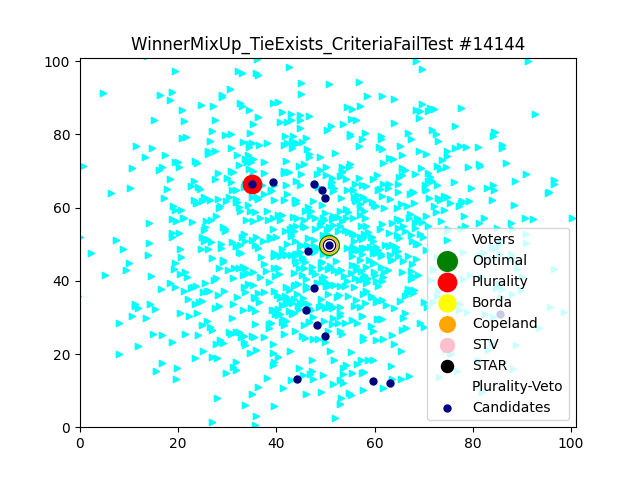 WinnerMixUp_TieExists_CriteriaFailTest #14144
100
80
60
40
20
0
0
20
40
60
80
100
Voters
Optimal
Plurality
Borda
Copeland
STV
STAR
Plurality-Veto
Candidates